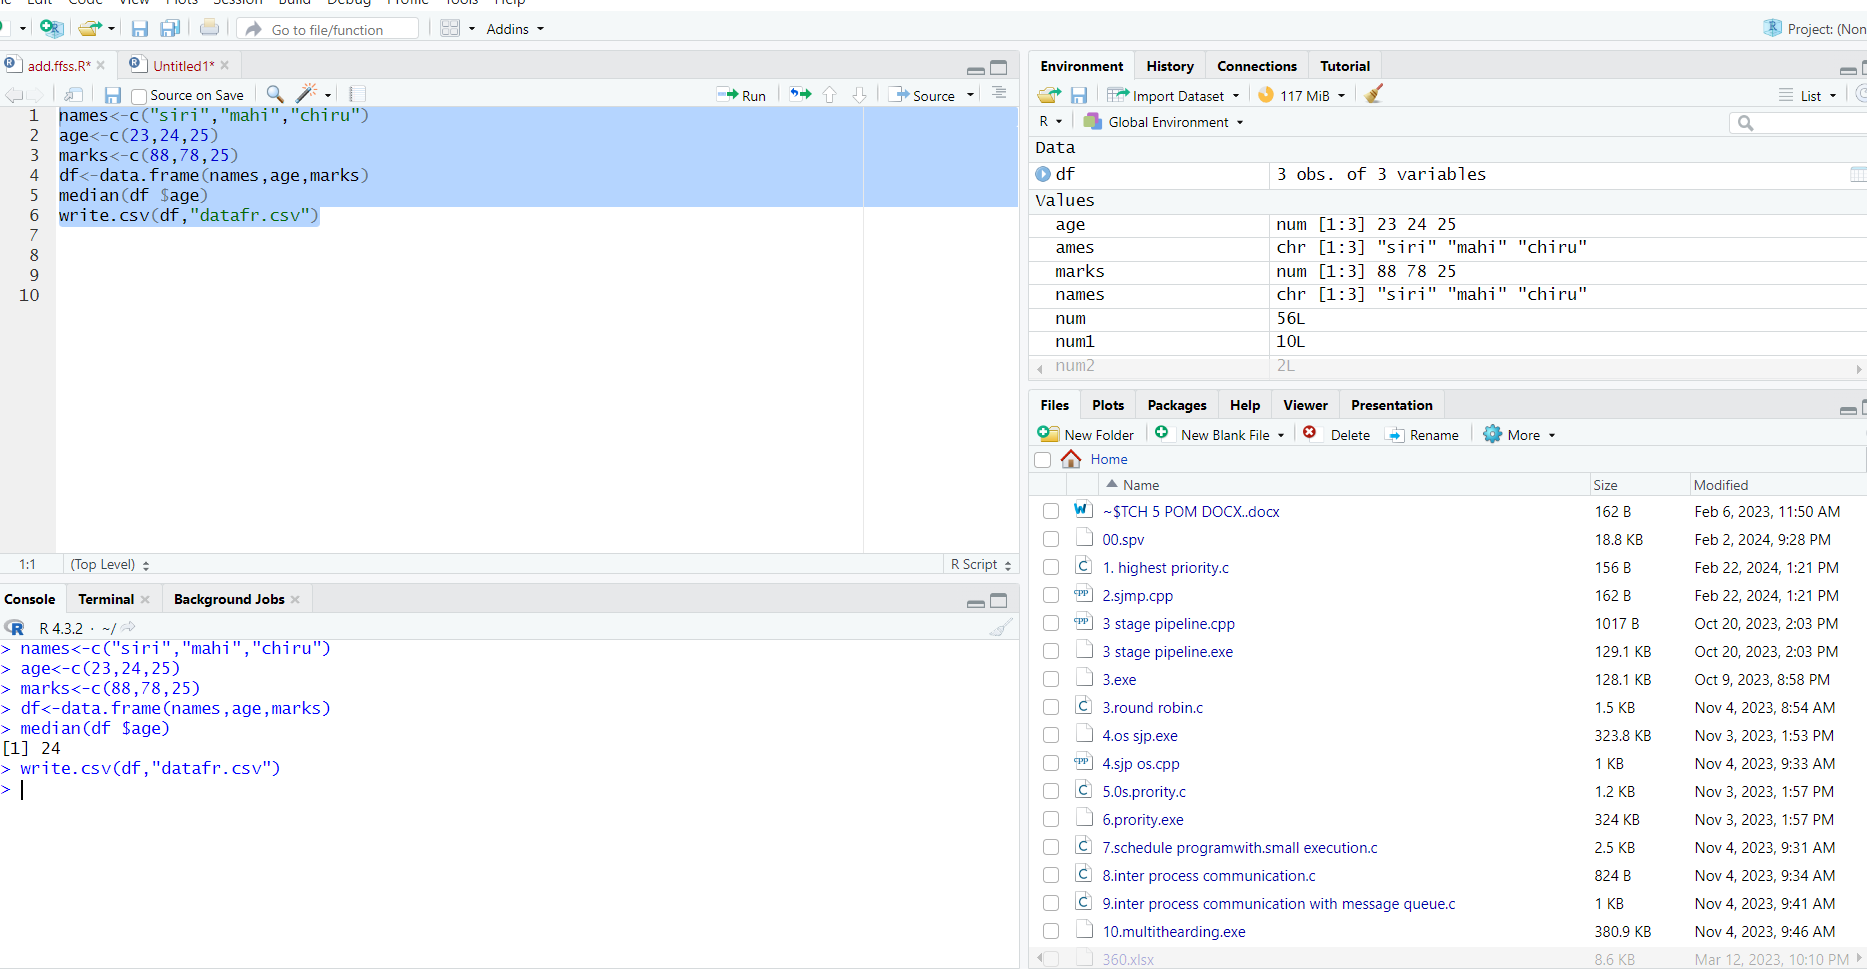 Edit Code View Plots Session Build Debug Profile Tools Help
Go to file/function Addins Project: (Non
add.ffss.R* Untitled1*
Source on Save Run Source
1 names<-c("siri","mahi","chiru")
2 age<-c(23,24,25)
3 marks<-c(88,78,25)
4 df<-data.frame(names,age,marks)
5 median(df $age)
6 write.csv(df,"datafr.csv")
7
8
9
10
1:1 (Top Level) R Script
Console Terminal Background Jobs
R 4.3.2 · ~/
> names<-c("siri","mahi","chiru")
> age<-c(23,24,25)
> marks<-c(88,78,25)
> df<-data.frame(names,age,marks)
> median(df $age)
[1] 24
> write.csv(df,"datafr.csv")
>
Environment History Connections Tutorial
Import Dataset 117 MiB List
R Global Environment
Data
df 3 obs. of 3 variables
Values
age num [1:3] 23 24 25
ames chr [1:3] "siri" "mahi" "chiru"
marks num [1:3] 88 78 25
names chr [1:3] "siri" "mahi" "chiru"
num 56L
num1 10L
num2 2L
Files Plots Packages Help Viewer Presentation
New Folder New Blank File Delete Rename More
Home
Name Size Modified
~$TCH 5 POM DOCX..docx 162 B Feb 6, 2023, 11:50 AM
00.spv 18.8 KB Feb 2, 2024, 9:28 PM
1. highest priority.c 156 B Feb 22, 2024, 1:21 PM
2.sjmp.cpp 162 B Feb 22, 2024, 1:21 PM
3 stage pipeline.cpp 1017 B Oct 20, 2023, 2:03 PM
3 stage pipeline.exe 129.1 KB Oct 20, 2023, 2:03 PM
3.exe 128.1 KB Oct 9, 2023, 8:58 PM
3.round robin.c 1.5 KB Nov 4, 2023, 8:54 AM
4.os sjp.exe 323.8 KB Nov 3, 2023, 1:53 PM
4.sjp os.cpp 1 KB Nov 4, 2023, 9:33 AM
5.0s.prority.c 1.2 KB Nov 3, 2023, 1:57 PM
6.prority.exe 324 KB Nov 3, 2023, 1:57 PM
7.schedule programwith.small execution.c 2.5 KB Nov 4, 2023, 9:31 AM
8.inter process communication.c 824 B Nov 4, 2023, 9:34 AM
9.inter process communication with message queue.c 1 KB Nov 4, 2023, 9:41 AM
10.multithearding.exe 380.9 KB Nov 4, 2023, 9:46 AM
360.xlsx 8.6 KB Mar 12, 2023, 10:10 PM